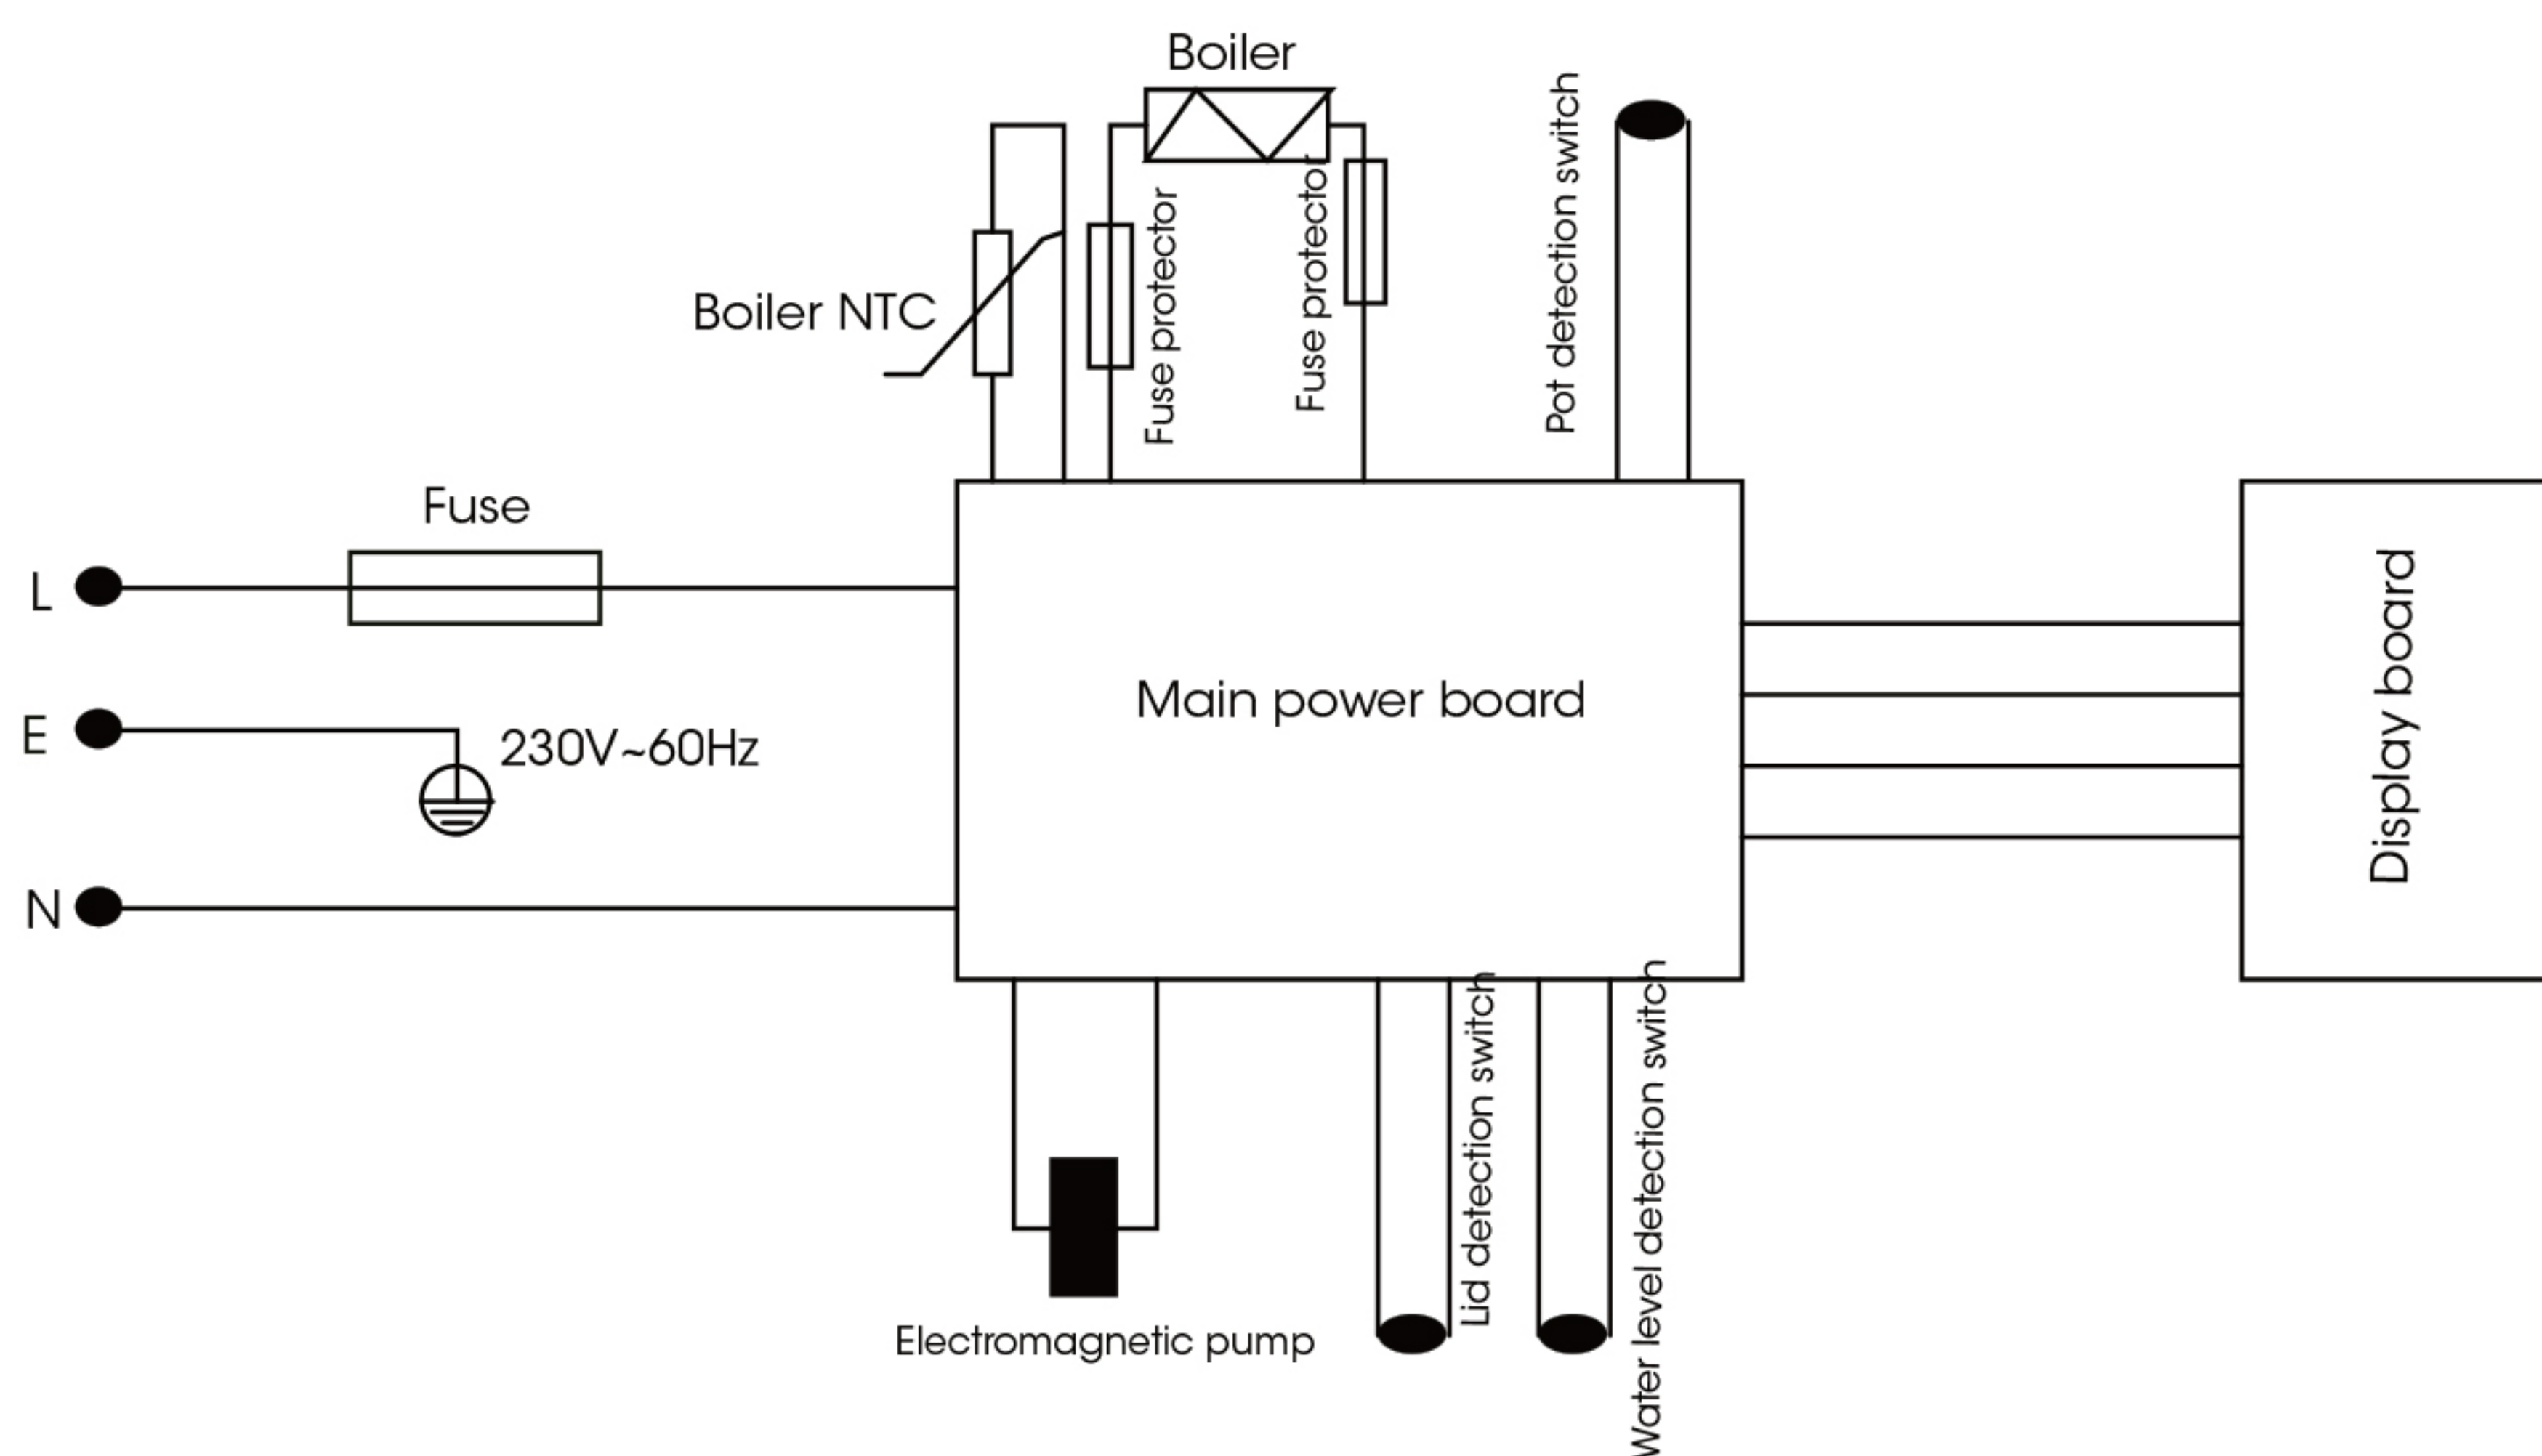 Boiler
Boiler NTC
Fuse protector
Fuse protector
Pot detection switch
Fuse
L
E
230V~60Hz
N
Main power board
Display board
Electromagnetic pump
Lid detection switch
Water level detection switch